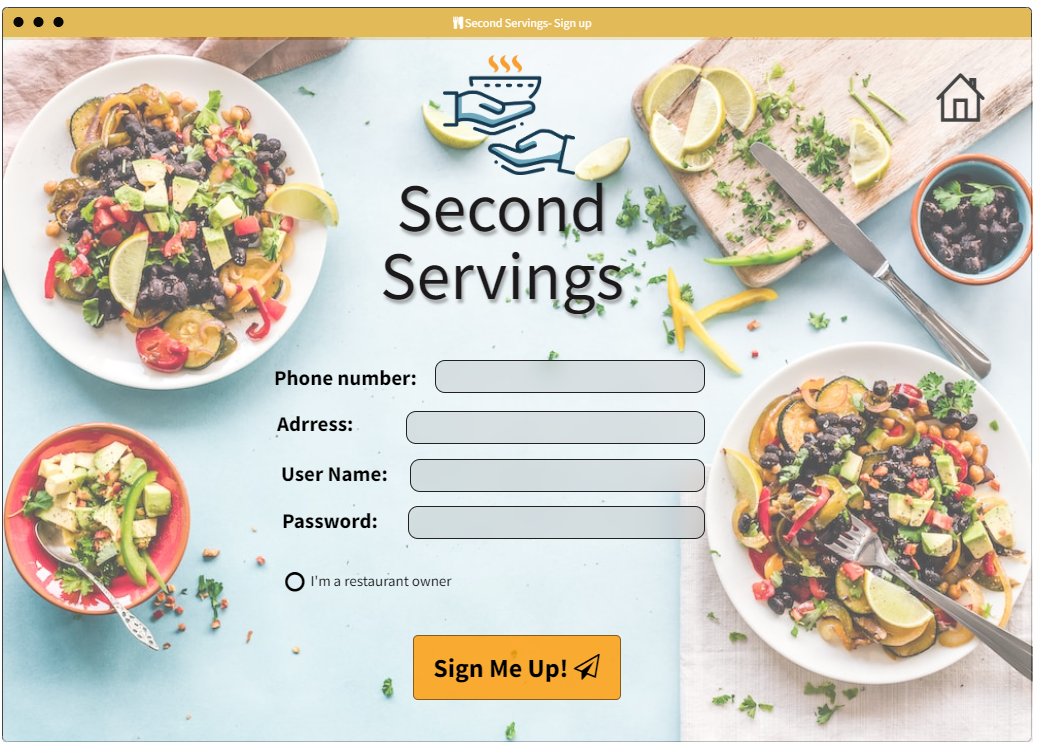 Second Servings- Sign up
Second
Servings
Phone number:
Adrress:
User Name:
Password:
I'm a restaurant owner
Sign Me Up!